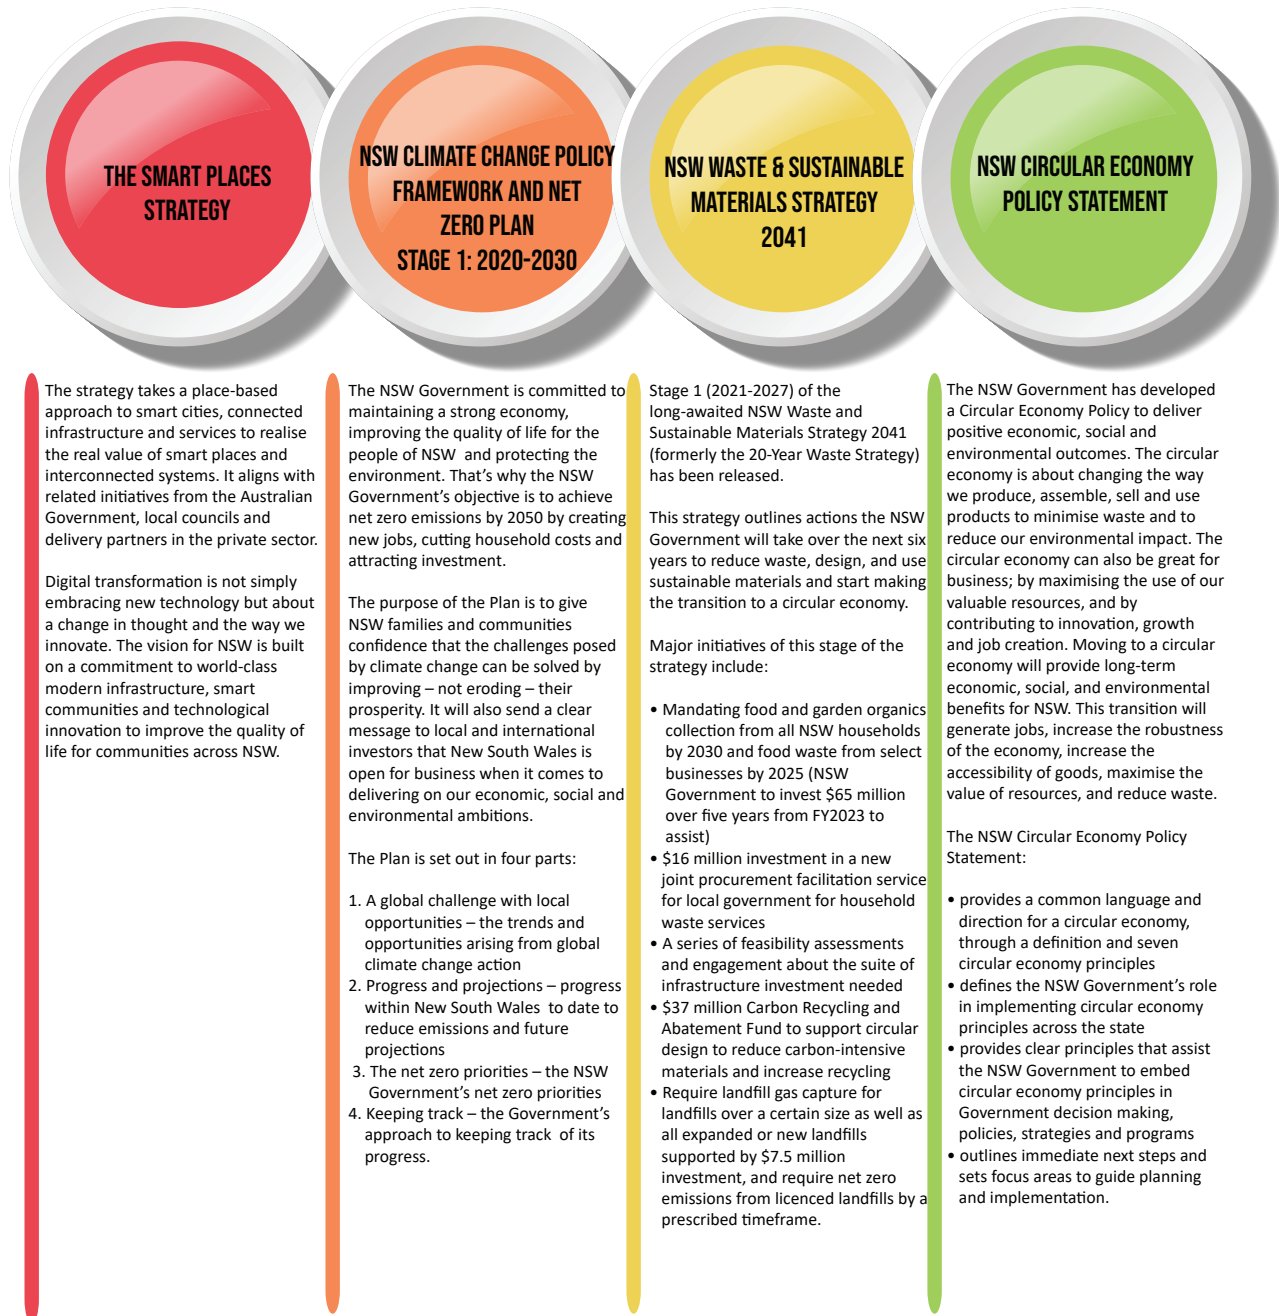 THE SMART PLACES
STRATEGY
NSW CLIMATE CHANGE POLICY
FRAMEWORK AND NET
ZERO PLAN
STAGE 1: 2020-2030
NSW WASTE & SUSTAINABLE
MATERIALS STRATEGY
2041
NSW CIRCULAR ECONOMY
POLICY STATEMENT
The strategy takes a place-based
approach to smart cities, connected
infrastructure and services to realise
the real value of smart places and
interconnected systems. It aligns with
related initiatives from the Australian
Government, local councils and
delivery partners in the private sector.
Digital transformation is not simply
embracing new technology but about
a change in thought and the way we
innovate. The vision for NSW is built
on a commitment to world-class
modern infrastructure, smart
communities and technological
innovation to improve the quality of
life for communities across NSW.
The NSW Government is committed to
maintaining a strong economy,
improving the quality of life for the
people of NSW and protecting the
environment. That’s why the NSW
Government’s objective is to achieve
net zero emissions by 2050 by creating
new jobs, cutting household costs and
attracting investment.
The purpose of the Plan is to give
NSW families and communities
confidence that the challenges posed
by climate change can be solved by
improving – not eroding – their
prosperity. It will also send a clear
message to local and international
investors that New South Wales is
open for business when it comes to
delivering on our economic, social and
environmental ambitions.
The Plan is set out in four parts:
1. A global challenge with local
opportunities – the trends and
opportunities arising from global
climate change action
2. Progress and projections – progress
within New South Wales to date to
reduce emissions and future
projections
3. The net zero priorities – the NSW
Government’s net zero priorities
4. Keeping track – the Government’s
approach to keeping track of its
progress.
Stage 1 (2021-2027) of the
long-awaited NSW Waste and
Sustainable Materials Strategy 2041
(formerly the 20-Year Waste Strategy)
has been released.
This strategy outlines actions the NSW
Government will take over the next six
years to reduce waste, design, and use
sustainable materials and start making
the transition to a circular economy.
Major initiatives of this stage of the
strategy include:
• Mandating food and garden organics
collection from all NSW households
by 2030 and food waste from select
businesses by 2025 (NSW
Government to invest $65 million
over five years from FY2023 to
assist)
• $16 million investment in a new
joint procurement facilitation service
for local government for household
waste services
• A series of feasibility assessments
and engagement about the suite of
infrastructure investment needed
• $37 million Carbon Recycling and
Abatement Fund to support circular
design to reduce carbon-intensive
materials and increase recycling
• Require landfill gas capture for
landfills over a certain size as well as
all expanded or new landfills
supported by $7.5 million
investment, and require net zero
emissions from licenced landfills by a
prescribed timeframe.
The NSW Government has developed
a Circular Economy Policy to deliver
positive economic, social and
environmental outcomes. The circular
economy is about changing the way
we produce, assemble, sell and use
products to minimise waste and to
reduce our environmental impact. The
circular economy can also be great for
business; by maximising the use of our
valuable resources, and by
contributing to innovation, growth
and job creation. Moving to a circular
economy will provide long-term
economic, social, and environmental
benefits for NSW. This transition will
generate jobs, increase the robustness
of the economy, increase the
accessibility of goods, maximise the
value of resources, and reduce waste.
The NSW Circular Economy Policy
Statement:
• provides a common language and
direction for a circular economy,
through a definition and seven
circular economy principles
• defines the NSW Government’s role
in implementing circular economy
principles across the state
• provides clear principles that assist
the NSW Government to embed
circular economy principles in
Government decision making,
policies, strategies and programs
• outlines immediate next steps and
sets focus areas to guide planning
and implementation.